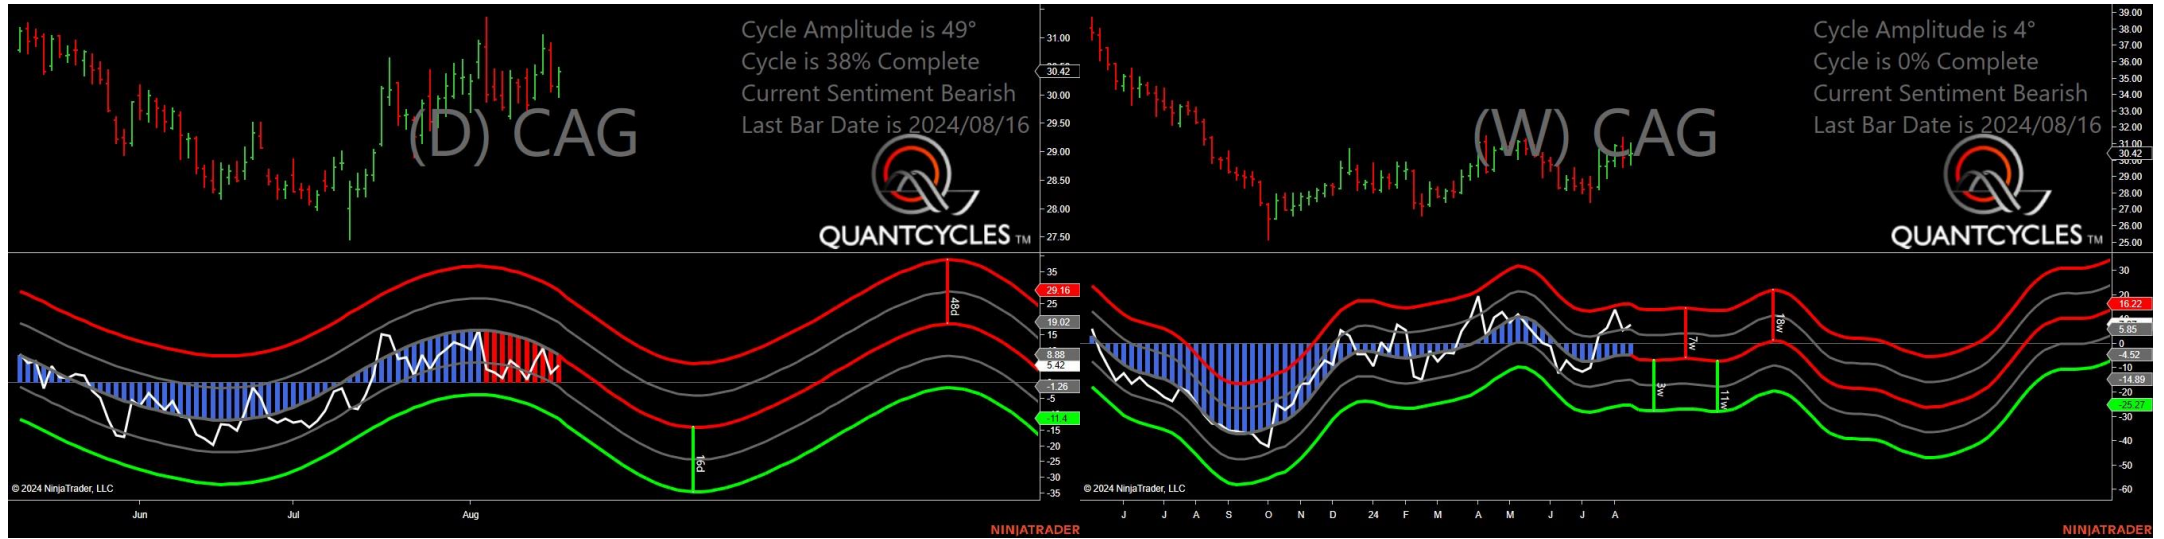 Cycle Amplitude is 49°
Cycle is 38% Complete
Current Sentiment Bearish
Last Bar Date is 2024/08/16
(D) CAG
QUANTCYCLES TM
31.00
30.42
30.00
29.50
29.00
28.50
28.00
27.50
35
29.16
25
19.02
15
8.88
5.42
-1.26
-5
-11.4
-15
-20
-25
-30
-35
48d
16d
© 2024 NinjaTrader, LLC
Jun Jul Aug
NINJATRADER
Cycle Amplitude is 4°
Cycle is 0% Complete
Current Sentiment Bearish
Last Bar Date is 2024/08/16
(W) CAG
QUANTCYCLES TM
39.00
38.00
37.00
36.00
35.00
34.00
33.00
32.00
31.00
30.42
29.00
28.00
27.00
26.00
25.00
30
20
16.22
5.85
0
-4.52
-10
-14.89
-25.27
-30
-40
-50
-60
7w
18w
3w
11w
© 2024 NinjaTrader, LLC
J J A S O N D 24 F M A M J J A
NINJATRADER